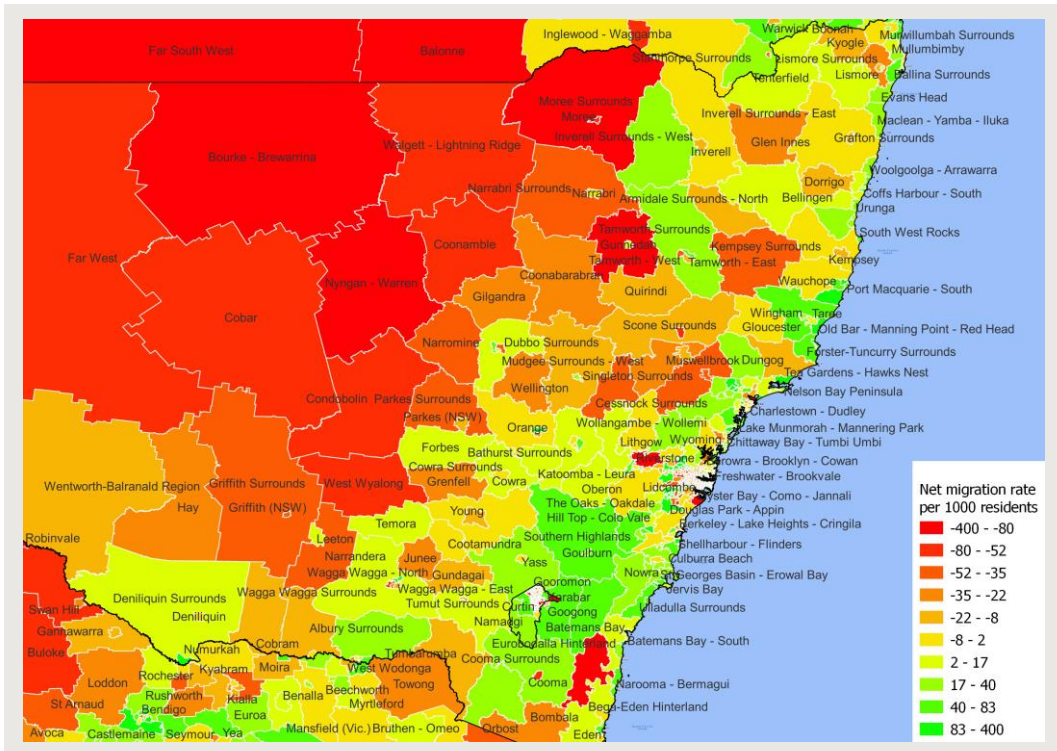 Far South West
Balonne
Inglewood - Waggamba
Warwick
Boonah
Murwillumbah Surrounds
Kyogle
Mullumbimby
Stanthorpe Surrounds
Lismore Surrounds
Tenterfield
Lismore
Ballina Surrounds
Evans Head
Moree Surrounds
Moree
Inverell Surrounds - East
Maclean - Yamba - Iluka
Inverell Surrounds - West
Glen Innes
Grafton Surrounds
Walgett - Lightning Ridge
Inverell
Bourke - Brewarrina
Woolgoolga - Arrawarra
Dorrigo
Narrabri Surrounds
Narrabri
Armidale Surrounds - North
Bellingen
Coffs Harbour - South
Urunga
Tamworth Surrounds
South West Rocks
Coonamble
Gunnedah
Kempsey Surrounds
Far West
Tamworth - West
Tamworth - East
Kempsey
Coonabarabran
Nyngan - Warren
Wauchope
Quirindi
Port Macquarie - South
Gilgandra
Cobar
Wingham
Taree
Scone Surrounds
Gloucester
Old Bar - Manning Point - Red Head
Narromine
Dubbo Surrounds
Forster-Tuncurry Surrounds
Mudgee Surrounds - West
Muswellbrook
Dungog
Singleton Surrounds
Tea Gardens - Hawks Nest
Wellington
Nelson Bay Peninsula
Condobolin
Parkes Surrounds
Cessnock Surrounds
Parkes (NSW)
Charlestown - Dudley
Wollangambe - Wollemi
Orange
Lake Munmorah - Mannering Park
Forbes
Lithgow
Wyoming
Chittaway Bay - Tumbi Umbi
Bathurst Surrounds
Riverstone
Cowra Surrounds
Katoomba - Leura
Freshwater - Brookvale
Grenfell
Cowra
Wentworth-Balranald Region
Griffith Surrounds
West Wyalong
Oberon
Lidcombe
The Oaks - Oakdale
Hay
Griffith (NSW)
Young
Hill Top - Colo Vale
Douglas Park - Appin
Temora
Berkeley - Lake Heights - Cringila
Robinvale
Leeton
Cootamundra
Southern Highlands
Shellharbour - Flinders
Narrandera
Junee
Yass
Goulburn
Culburra Beach
Wagga Wagga - North
Gundagai
Nowra
St Georges Basin - Erowal Bay
Gooromon
Jervis Bay
Deniliquin Surrounds
Wagga Wagga Surrounds
Wagga Wagga - East
Karabar
Swan Hill
Tumut Surrounds
Curtin
Googong
Ulladulla Surrounds
Deniliquin
Namadgi
Gannawarra
Albury Surrounds
Batemans Bay
Batemans Bay - South
Cobram
Eurobodalla Hinterland
Buloke
Numurkah
Tumbarumba
Cooma Surrounds
Moira
West Wodonga
Rochester
Kyabram
Towong
Cooma
Narooma - Bermagui
Loddon
Rushworth
Kialla
Benalla
Beechworth
St Arnaud
Bendigo
Euroa
Myrtleford
Bega-Eden Hinterland
Bombala
Avoca
Castlemaine
Seymour
Yea
Mansfield (Vic.)
Bruthen - Omeo
Orbost
Eden
Net migration rate
per 1000 residents
-400 - -80
-80 - -52
-52 - -35
-35 - -22
-22 - -8
-8 - 2
2 - 17
17 - 40
40 - 83
83 - 400